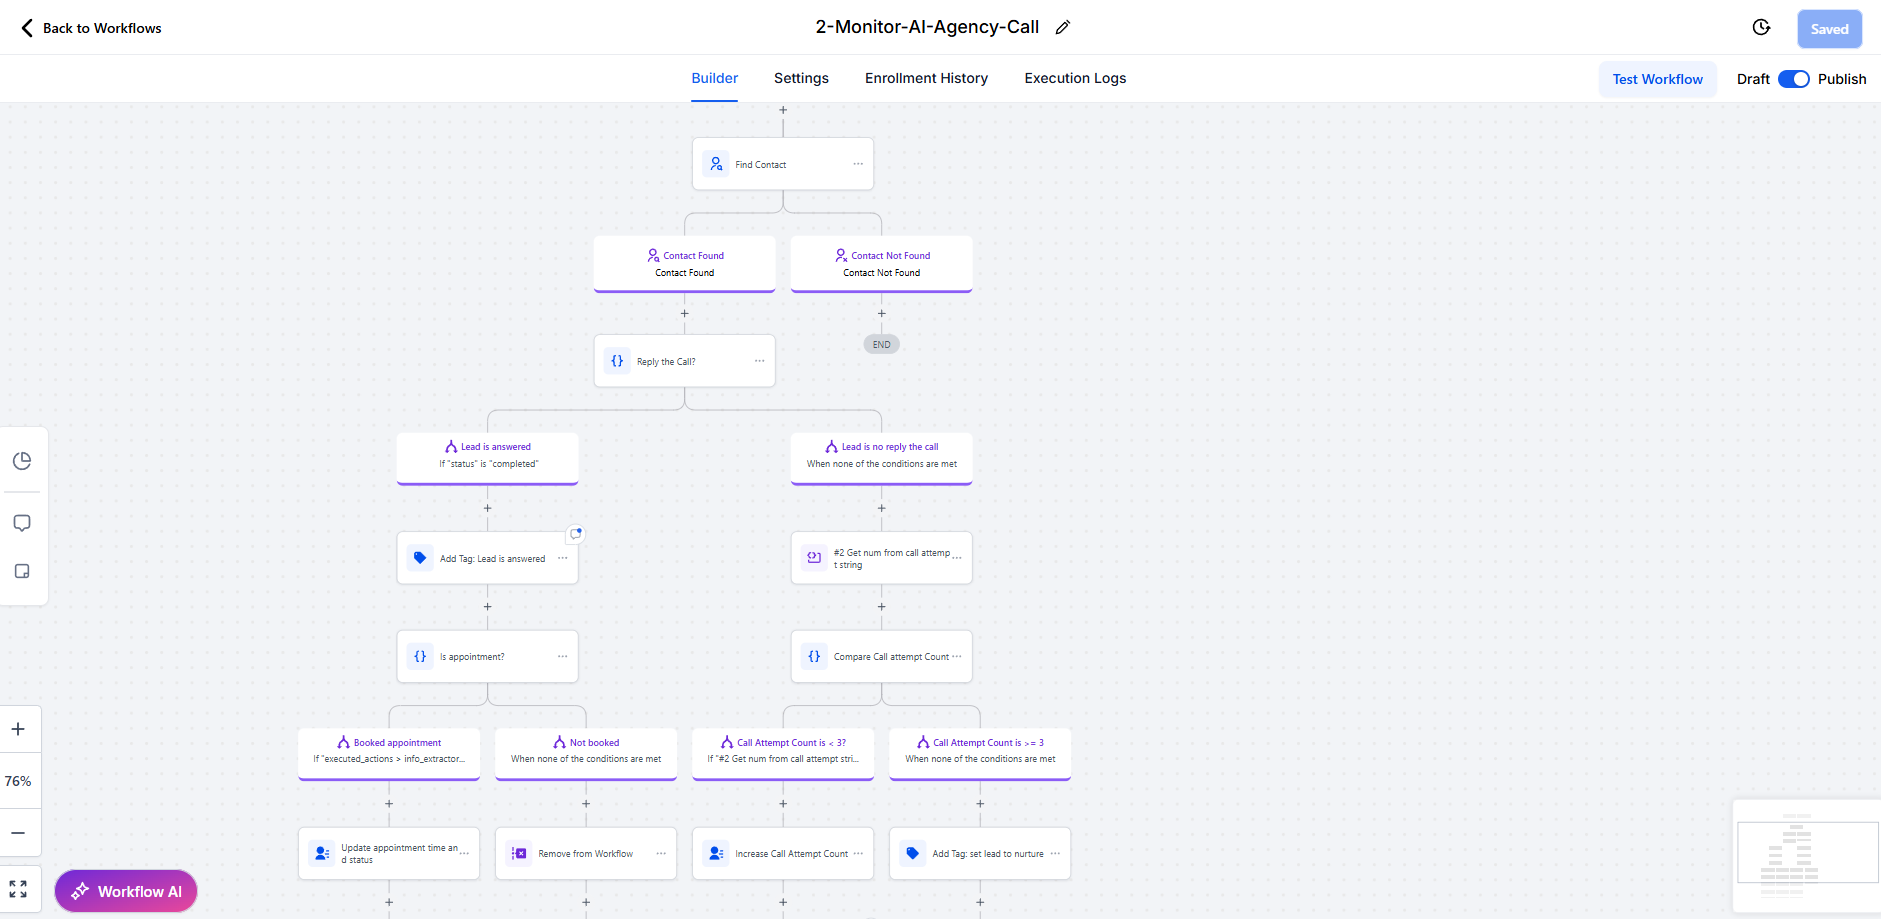 Back to Workflows
2-Monitor-AI-Agency-Call
Saved
Builder
Settings
Enrollment History
Execution Logs
Test Workflow
Draft
Publish
Find Contact
Contact Found
Contact Found
Contact Not Found
Contact Not Found
Reply the Call?
END
Lead is answered
If "status" is "completed"
Lead is no reply the call
When none of the conditions are met
Add Tag: Lead is answered
#2 Get num from call attemp
t string
Is appointment?
Compare Call attempt Count
Booked appointment
If "executed_actions > info_extractor...
Not booked
When none of the conditions are met
Call Attempt Count is < 3?
If "#2 Get num from call attempt stri...
Call Attempt Count is >= 3
When none of the conditions are met
Update appointment time an
d status
Remove from Workflow
Increase Call Attempt Count
Add Tag: set lead to nurture
76%
Workflow AI